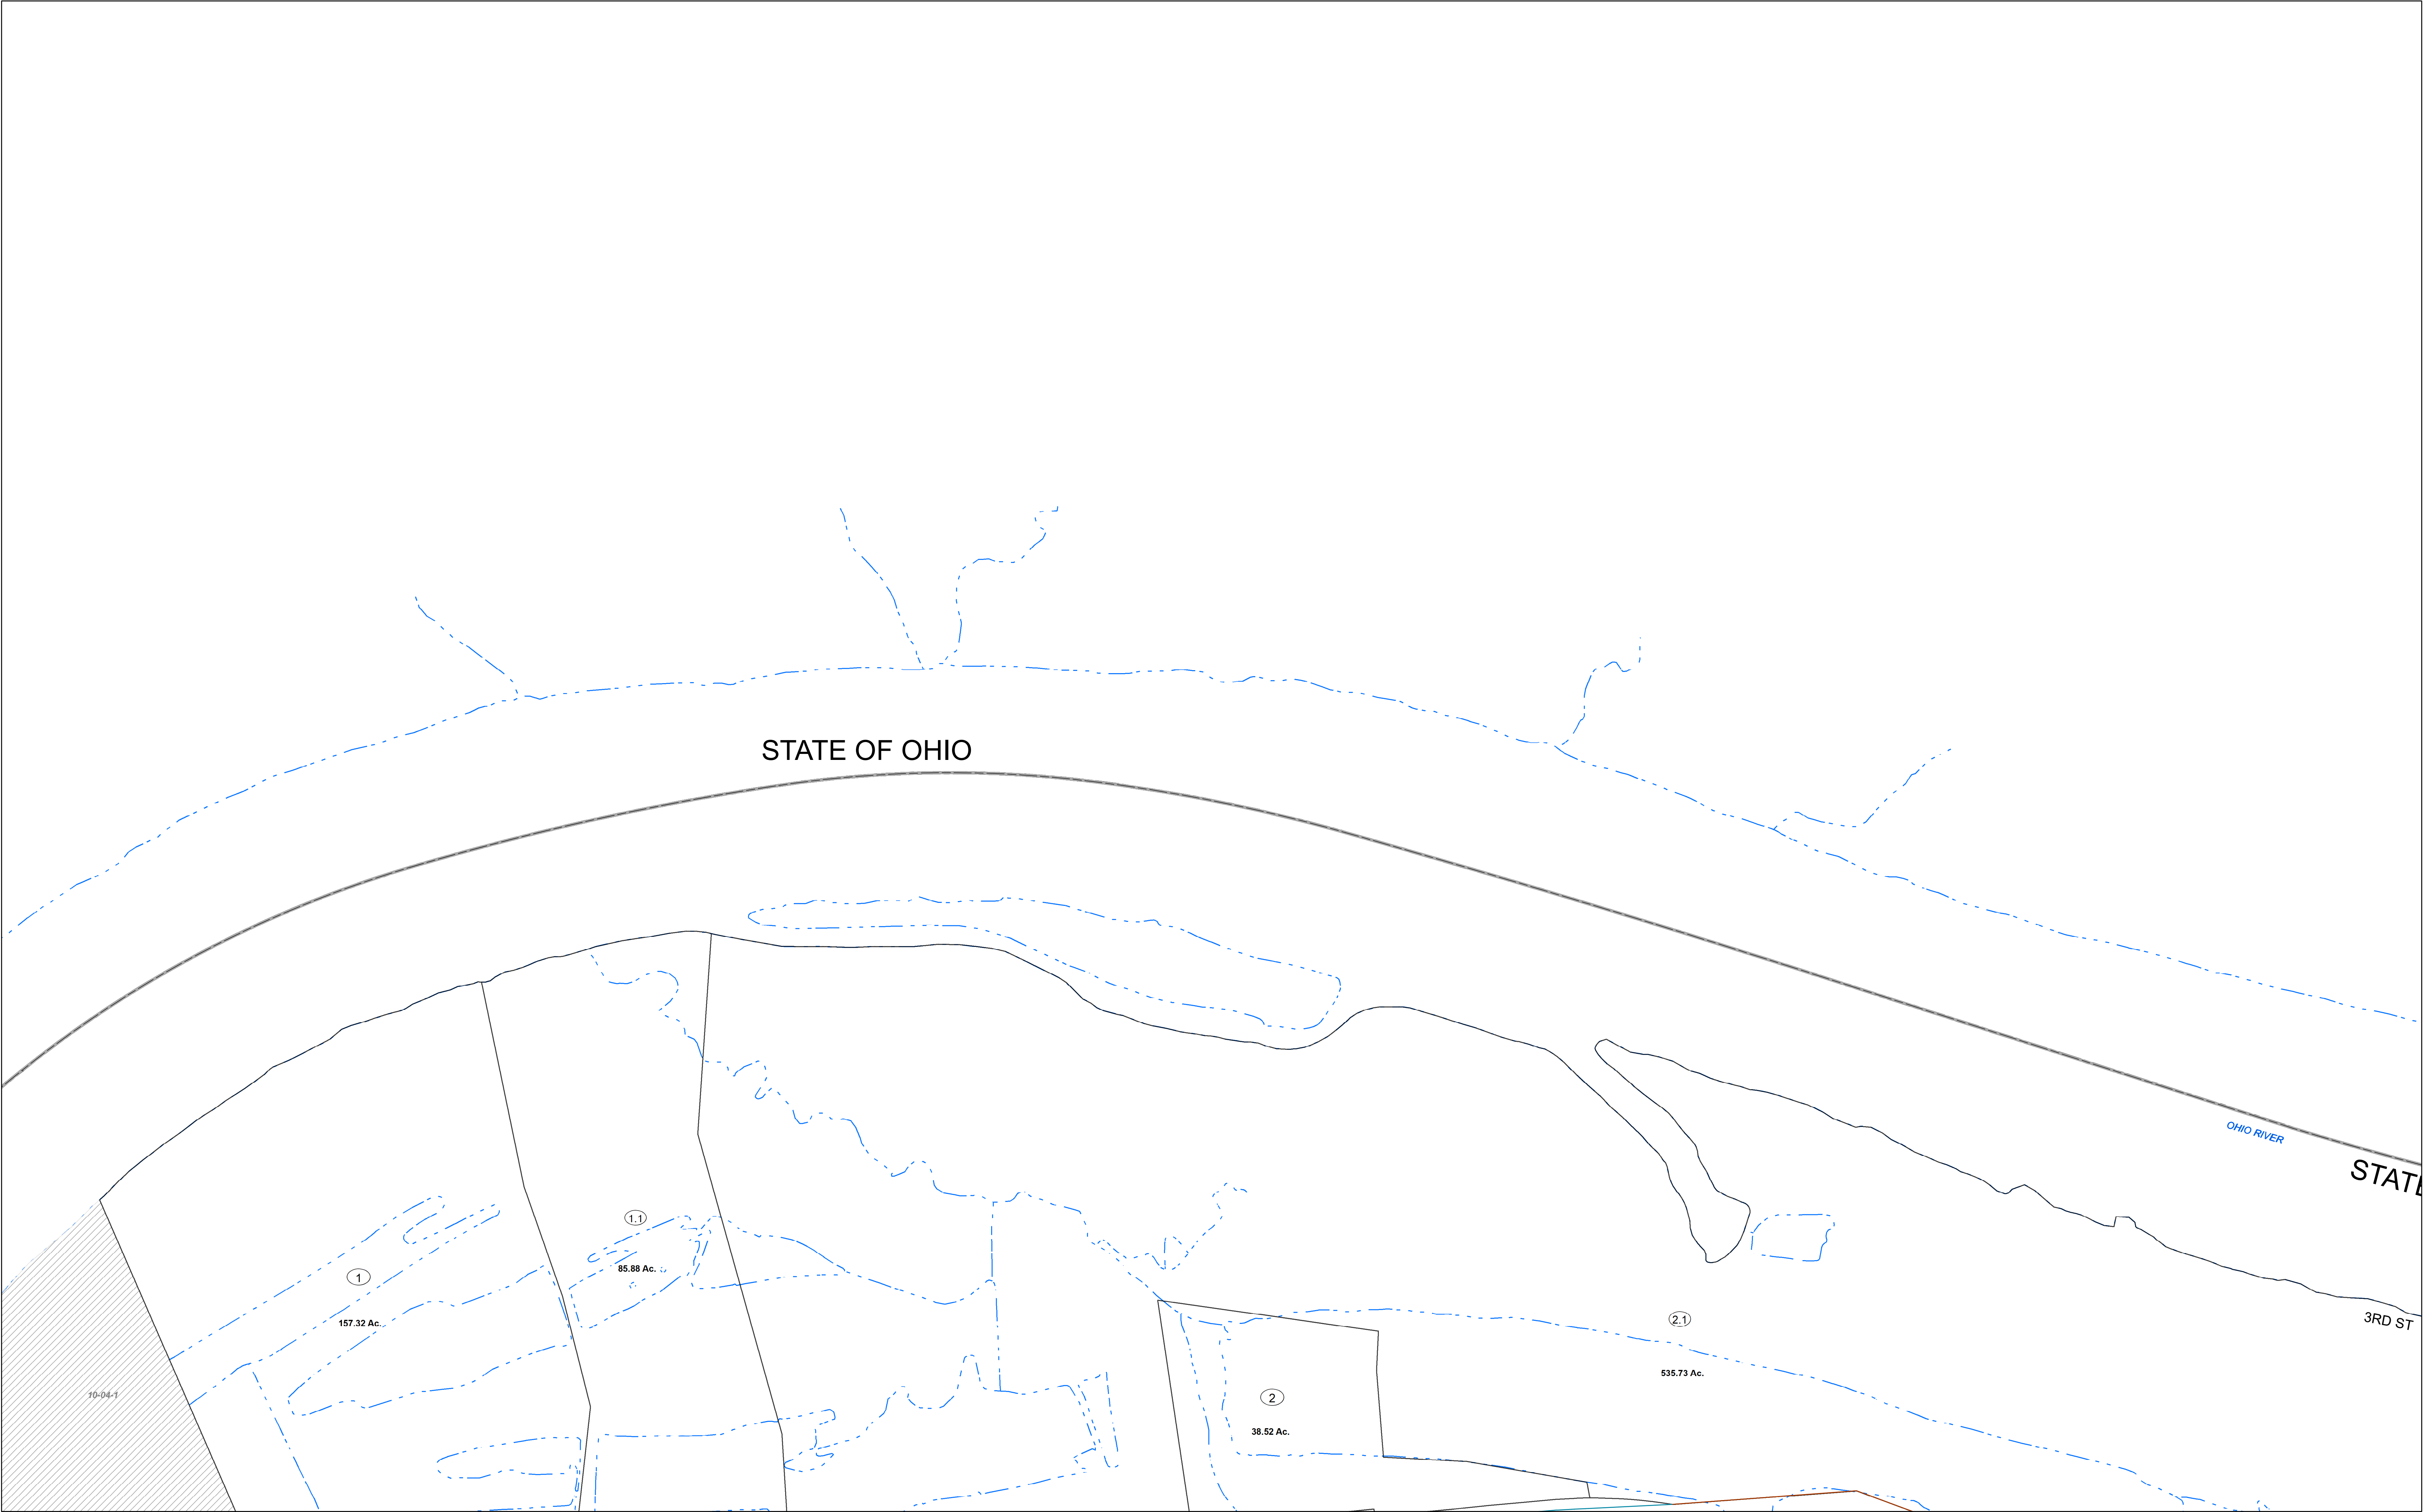 STATE OF OHIO
OHIO RIVER
STATE
1.1
85.88 Ac.
1
157.32 Ac.
2.1
3RD ST
535.73 Ac.
10-04-1
2
38.52 Ac.